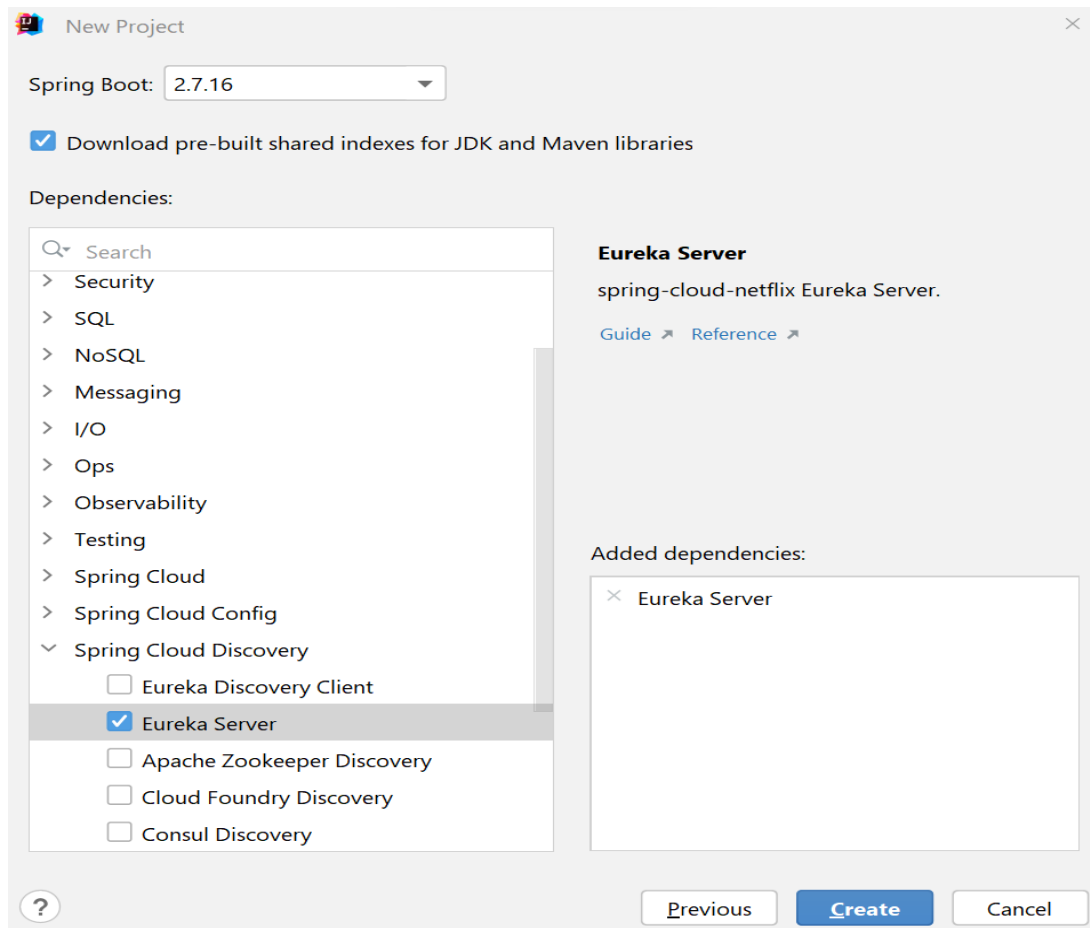 New Project
Spring Boot: 2.7.16
Download pre-built shared indexes for JDK and Maven libraries
Dependencies:
Search
Security
SQL
NoSQL
Messaging
I/O
Ops
Observability
Testing
Spring Cloud
Spring Cloud Config
Spring Cloud Discovery
Eureka Discovery Client
Eureka Server
Apache Zookeeper Discovery
Cloud Foundry Discovery
Consul Discovery
Eureka Server
spring-cloud-netflix Eureka Server.
Guide Reference
Added dependencies:
Eureka Server
? Previous Create Cancel